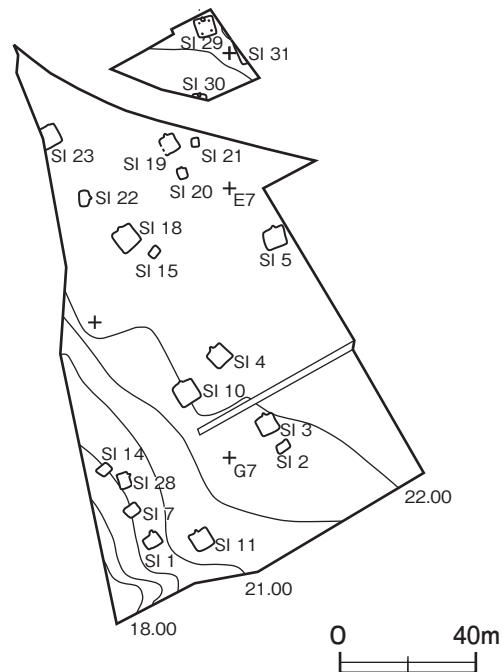 SI 29
SI 31
SI 30
SI 23
SI 19
SI 21
SI 20
SI 22
E7
SI 18
SI 5
SI 15
SI 4
SI 10
SI 3
SI 2
G7
SI 14
SI 28
SI 7
SI 1
SI 11
22.00
21.00
18.00
0 40m